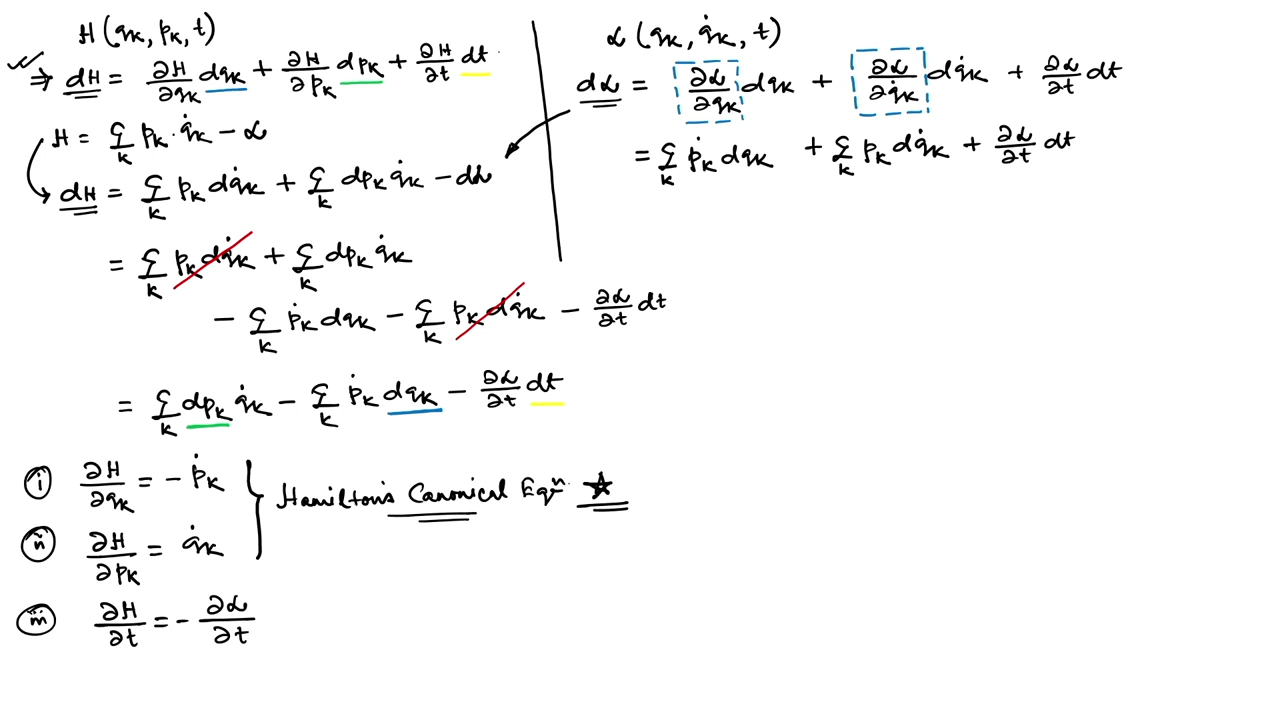 H (qₖ, pₖ, t)
⇒ dH = ∂H/∂qₖ dqₖ + ∂H/∂pₖ dpₖ + ∂H/∂t dt
H = Σₖ pₖ · q̇ₖ − L
dH = Σₖ pₖ dq̇ₖ + Σₖ dpₖ q̇ₖ − dL
= Σₖ pₖ dq̇ₖ + Σₖ dpₖ q̇ₖ
− Σₖ ṗₖ dqₖ − Σₖ pₖ dq̇ₖ − ∂L/∂t dt
= Σₖ dpₖ q̇ₖ − Σₖ ṗₖ dqₖ − ∂L/∂t dt
L (qₖ, q̇ₖ, t)
dL = ∂L/∂qₖ dqₖ + ∂L/∂q̇ₖ dq̇ₖ + ∂L/∂t dt
= Σₖ ṗₖ dqₖ + Σₖ pₖ dq̇ₖ + ∂L/∂t dt
(i) ∂H/∂qₖ = − ṗₖ
Hamilton's Canonical Eqⁿ. ★
(ii) ∂H/∂pₖ = q̇ₖ
(iii) ∂H/∂t = − ∂L/∂t